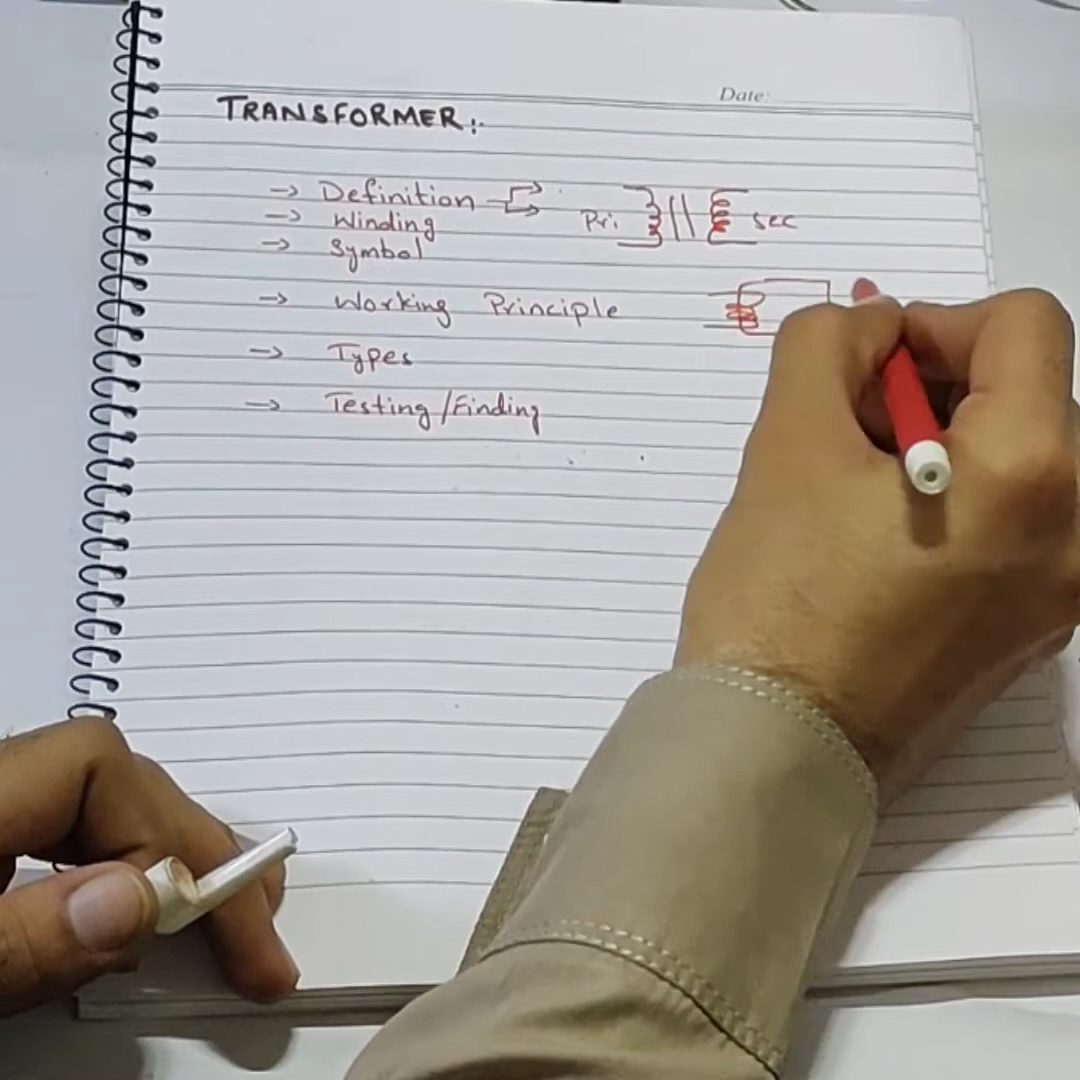 Date:
TRANSFORMER:-
→ Definition
→ Winding
→ Symbol
Pri. Sec
→ Working Principle
→ Types
→ Testing/Finding